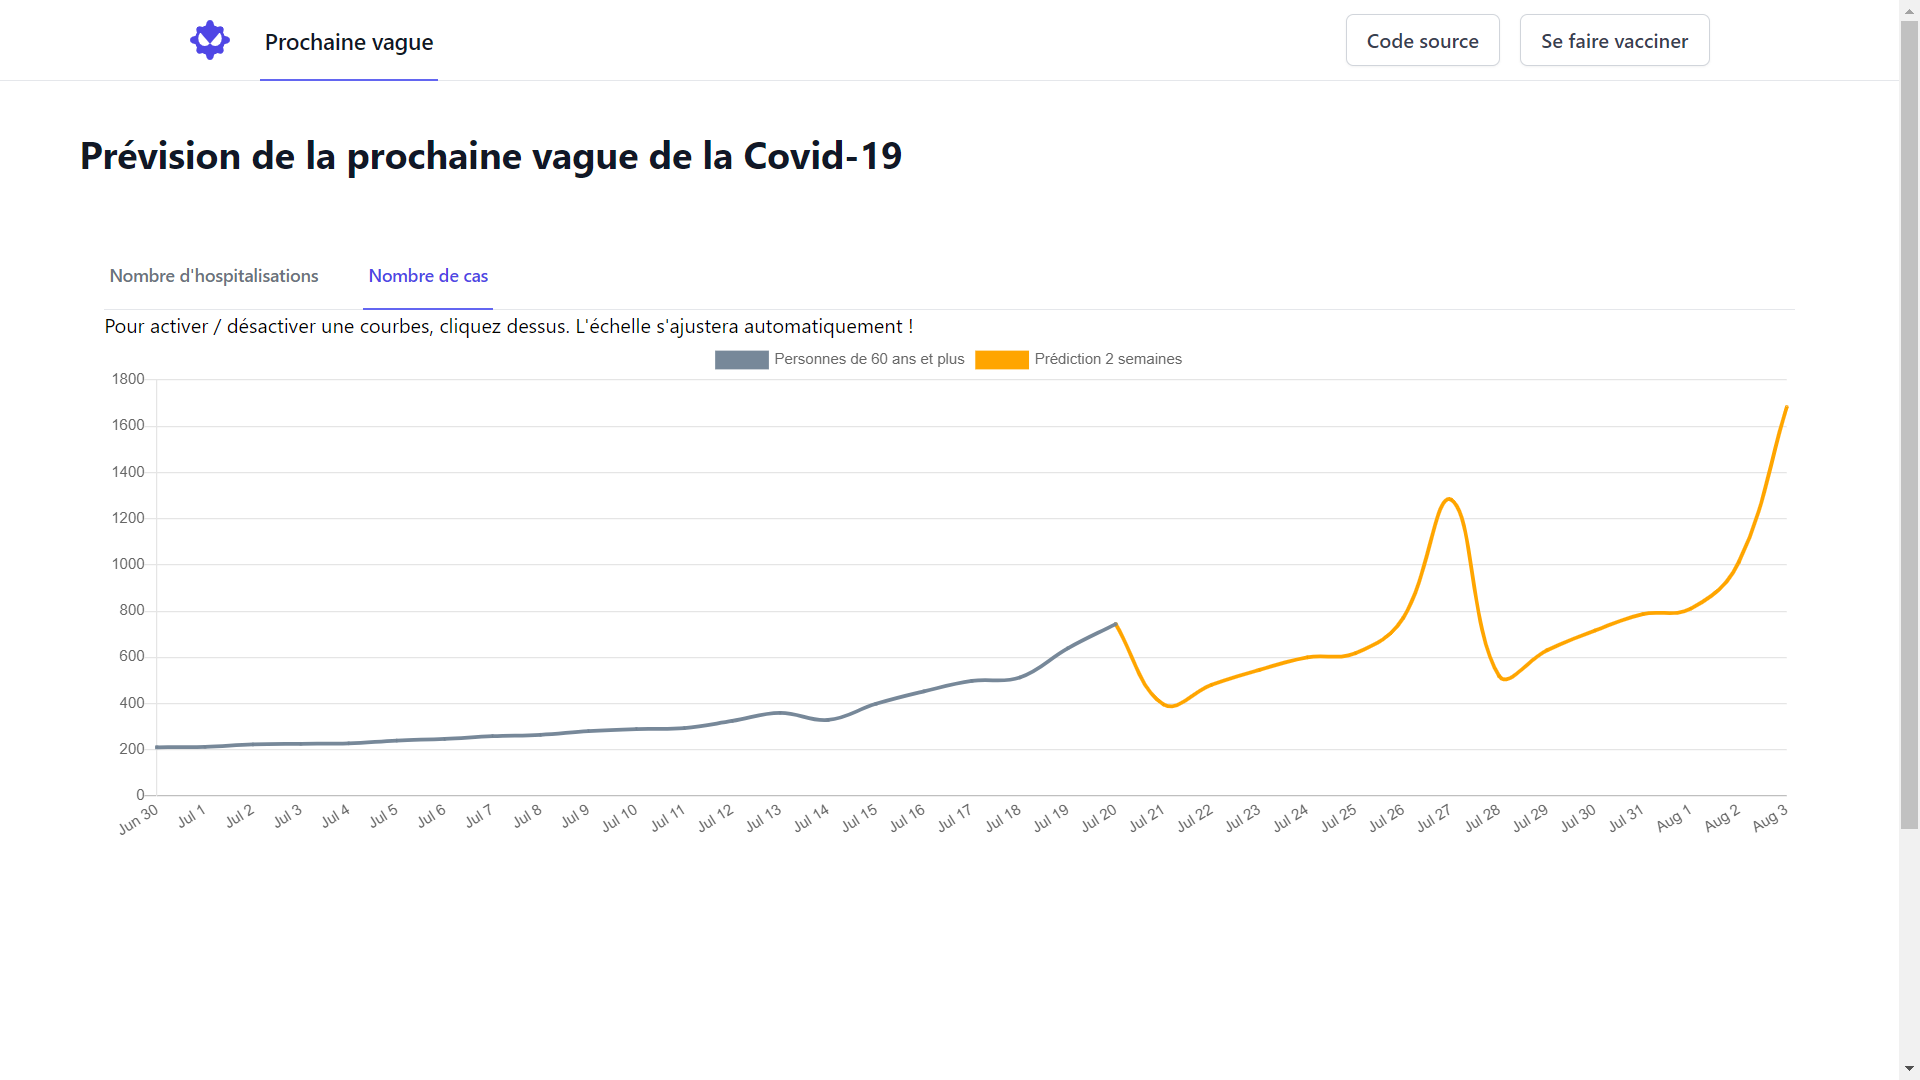 Prochaine vague
Code source
Se faire vacciner
Prévision de la prochaine vague de la Covid-19
Nombre d'hospitalisations
Nombre de cas
Pour activer / désactiver une courbes, cliquez dessus. L'échelle s'ajustera automatiquement !
Personnes de 60 ans et plus
Prédiction 2 semaines
1800
1600
1400
1200
1000
800
600
400
200
0
Jun 30
Jul 1
Jul 2
Jul 3
Jul 4
Jul 5
Jul 6
Jul 7
Jul 8
Jul 9
Jul 10
Jul 11
Jul 12
Jul 13
Jul 14
Jul 15
Jul 16
Jul 17
Jul 18
Jul 19
Jul 20
Jul 21
Jul 22
Jul 23
Jul 24
Jul 25
Jul 26
Jul 27
Jul 28
Jul 29
Jul 30
Jul 31
Aug 1
Aug 2
Aug 3